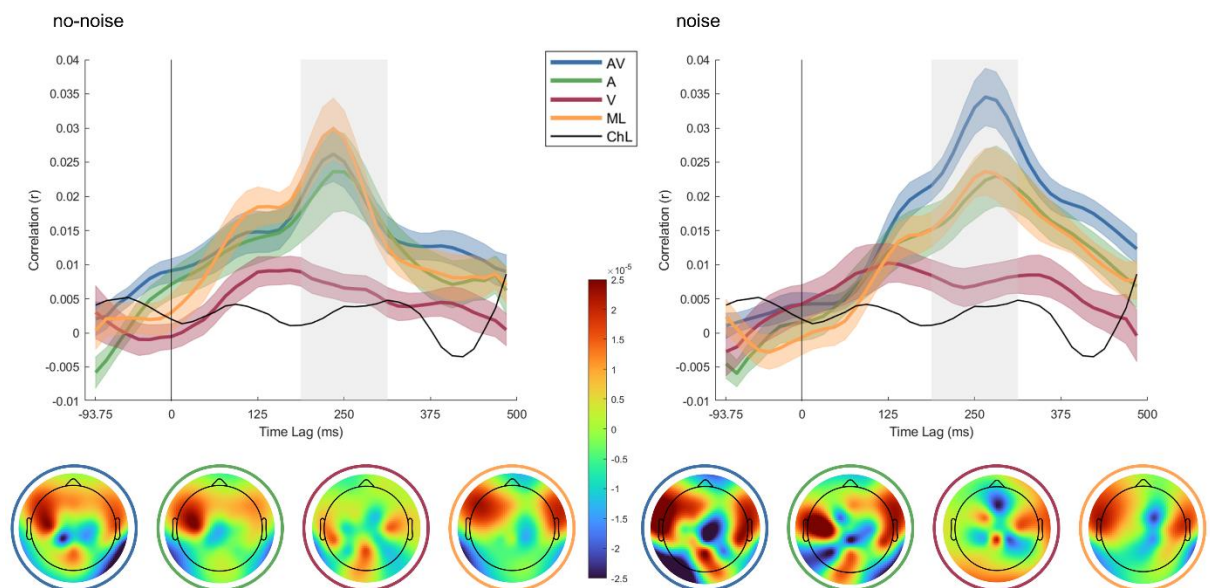 no-noise
noise
0.04
0.035
0.03
0.025
0.02
0.015
0.01
0.005
0
-0.005
-0.01
Correlation (r)
-93.75 0 125 250 375 500
Time Lag (ms)
AV
A
V
ML
ChL
×10⁻⁵
2.5
2
1.5
1
0.5
0
-0.5
-1
-1.5
-2
-2.5
0.04
0.035
0.03
0.025
0.02
0.015
0.01
0.005
0
-0.005
-0.01
Correlation (r)
-93.75 0 125 250 375 500
Time Lag (ms)